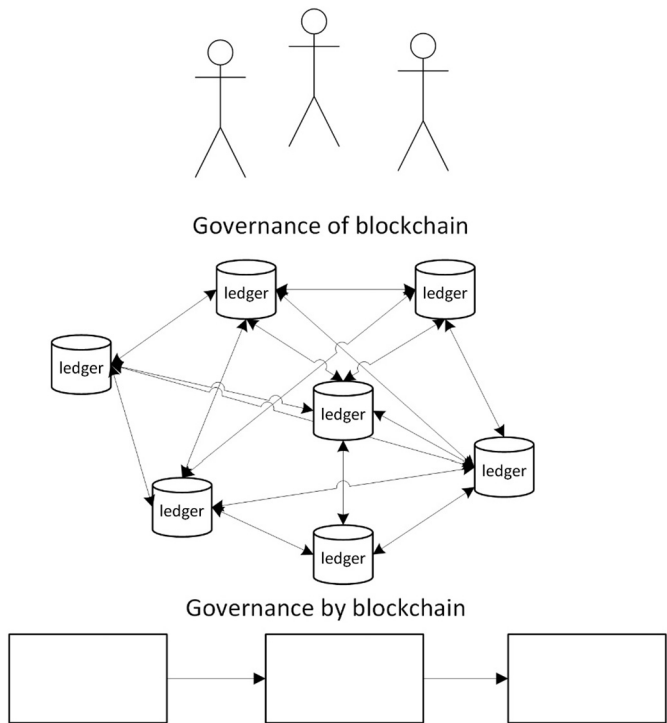 Governance of blockchain
ledger
ledger
ledger
ledger
ledger
ledger
ledger
Governance by blockchain